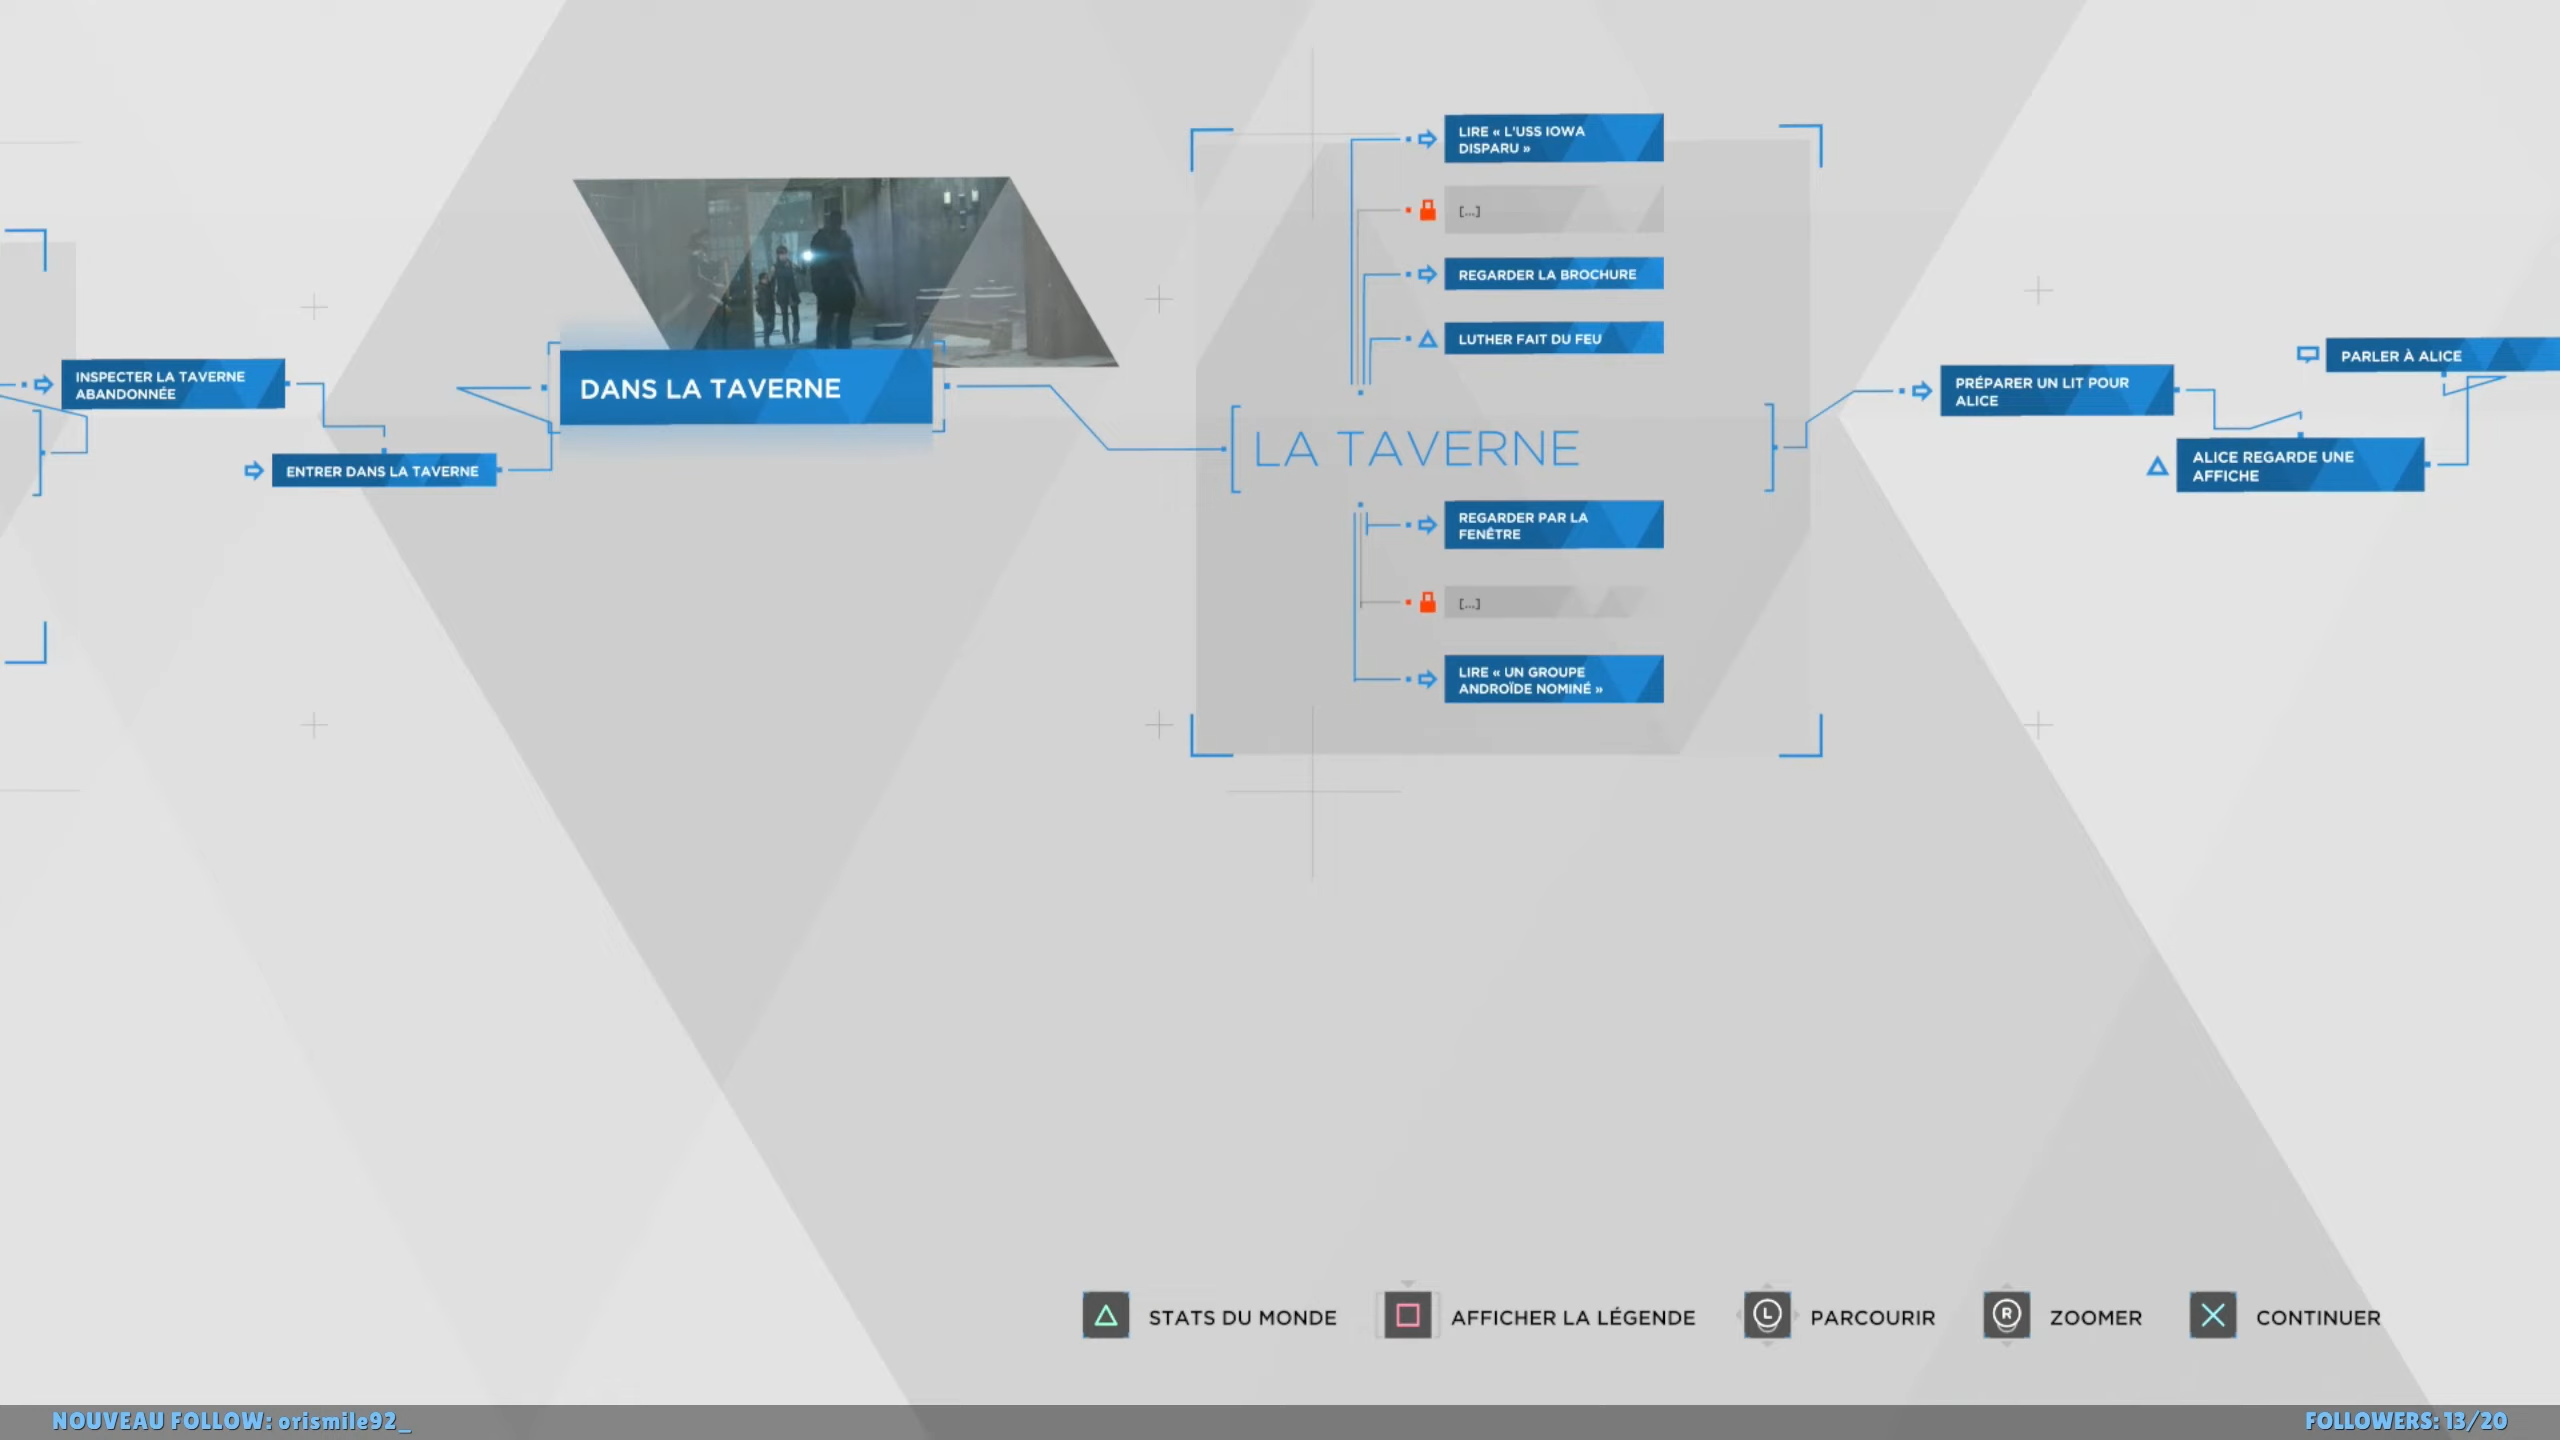 INSPECTER LA TAVERNE
ABANDONNÉE
ENTRER DANS LA TAVERNE
DANS LA TAVERNE
LIRE « L'USS IOWA
DISPARU »
[...]
REGARDER LA BROCHURE
LUTHER FAIT DU FEU
LA TAVERNE
REGARDER PAR LA
FENÊTRE
[...]
LIRE « UN GROUPE
ANDROÏDE NOMINÉ »
PRÉPARER UN LIT POUR
ALICE
PARLER À ALICE
ALICE REGARDE UNE
AFFICHE
STATS DU MONDE
AFFICHER LA LÉGENDE
L
PARCOURIR
R
ZOOMER
CONTINUER
NOUVEAU FOLLOW: orismile92_
FOLLOWERS: 13/20